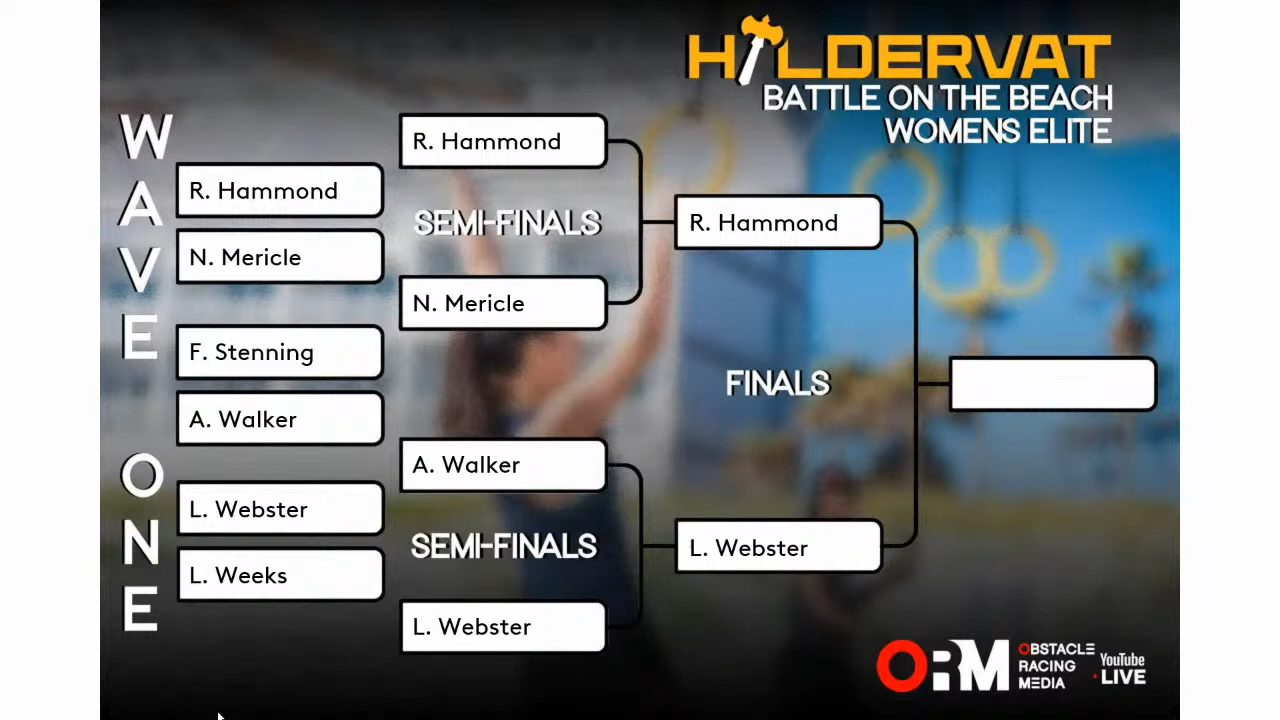 HILDERVAT
BATTLE ON THE BEACH
WOMENS ELITE
WAVE ONE
R. Hammond
N. Mericle
F. Stenning
A. Walker
L. Webster
L. Weeks
R. Hammond
SEMI-FINALS
N. Mericle
A. Walker
SEMI-FINALS
L. Webster
R. Hammond
FINALS
L. Webster
ORM
OBSTACLE
RACING
MEDIA
YouTube
LIVE